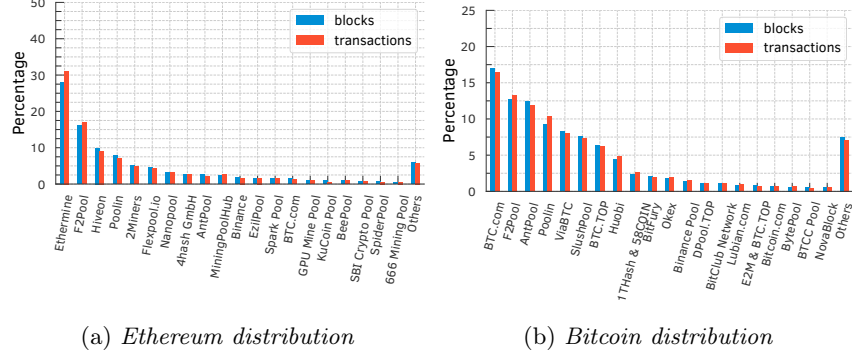 50
40
30
20
10
0
Percentage
blocks
transactions
Ethermine
F2Pool
Hiveon
Poolin
2Miners
Flexpool.io
Nanopool
4hash GmbH
AntPool
MiningPoolHub
Binance
EzilPool
Spark Pool
BTC.com
GPU Mine Pool
KuCoin Pool
BeePool
SBI Crypto Pool
SpiderPool
666 Mining Pool
Others
(a) Ethereum distribution
25
20
15
10
5
0
Percentage
blocks
transactions
BTC.com
F2Pool
AntPool
Poolin
ViaBTC
SlushPool
BTC.TOP
Huobi
1THash & 58COIN
BitFury
Okex
Binance Pool
DPool.TOP
BitClub Network
Lubian.com
E2M & BTC.TOP
Bitcoin.com
BytePool
BTCC Pool
NovaBlock
Others
(b) Bitcoin distribution